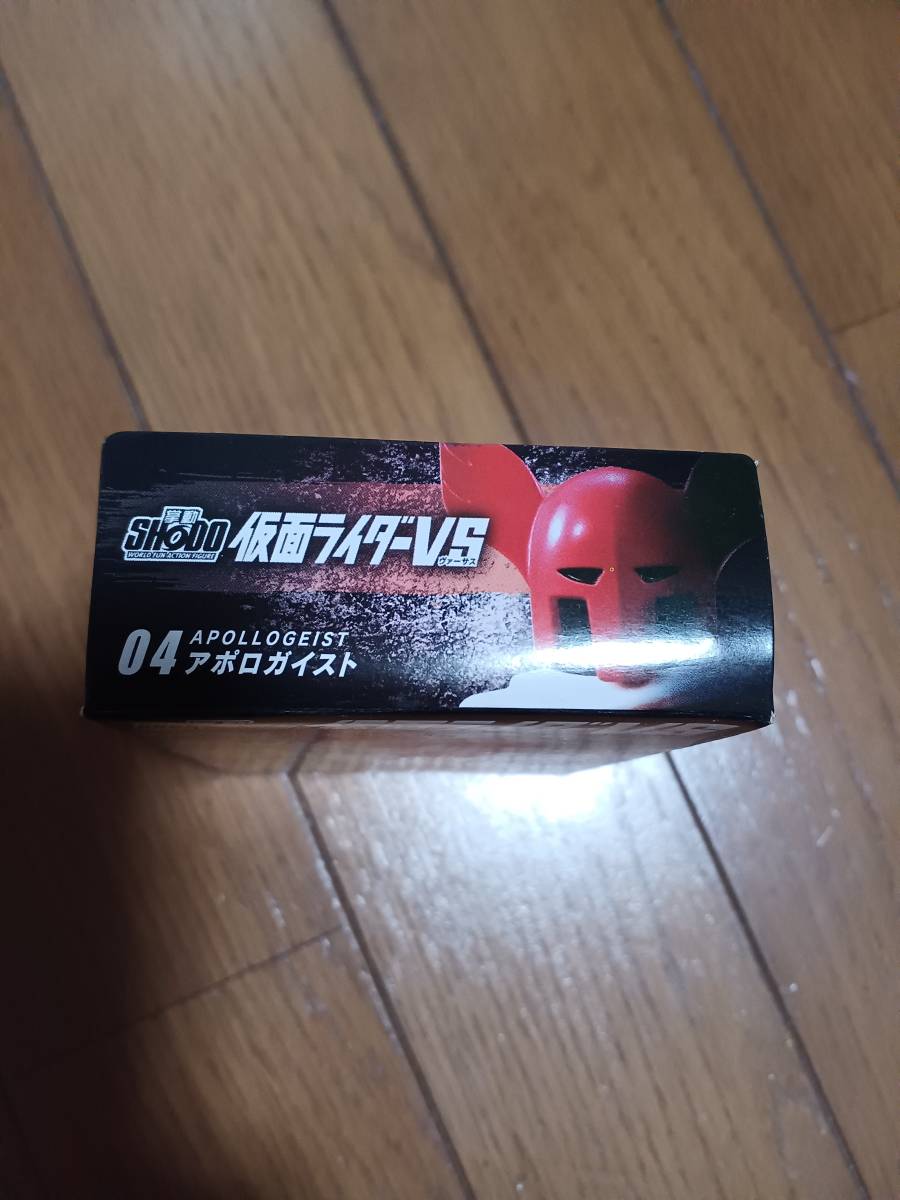 掌動
SHODO
WORLD FUN ACTION FIGURE
仮面ライダーVS
ヴァーサス
04 APOLLOGEIST
アポロガイスト